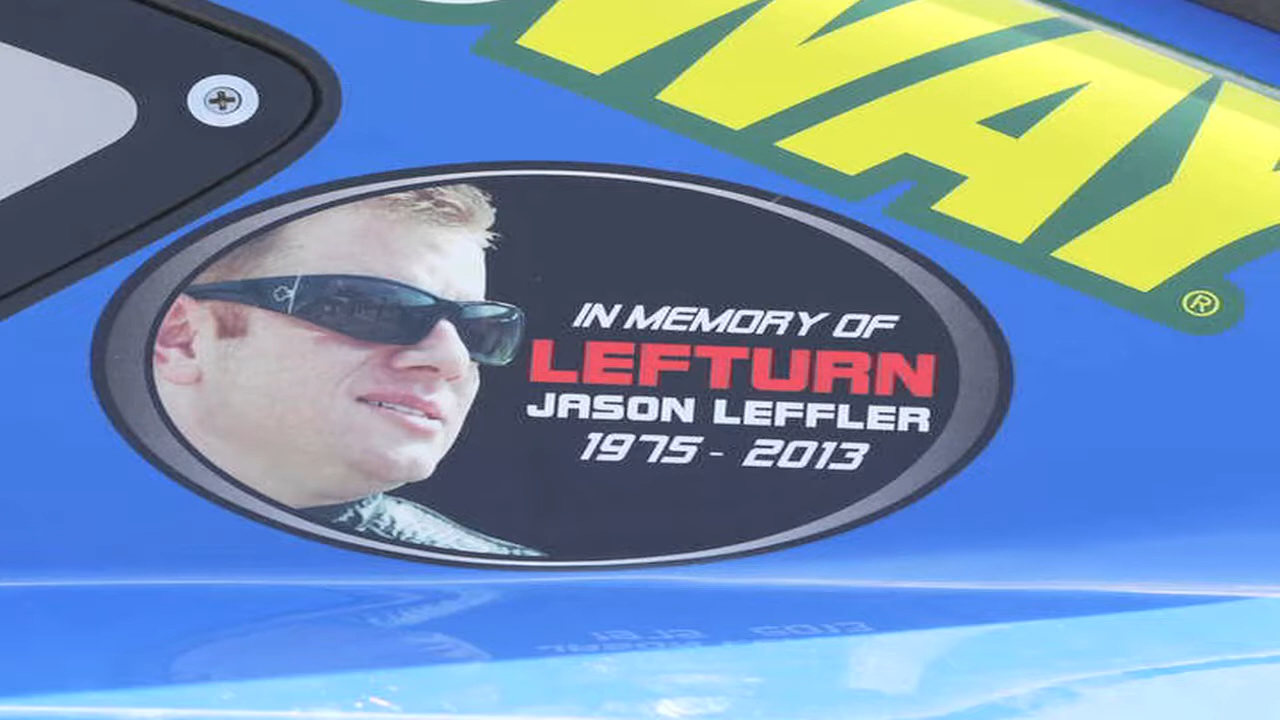 WAY®
IN MEMORY OF
LEFTURN
JASON LEFFLER
1975 - 2013